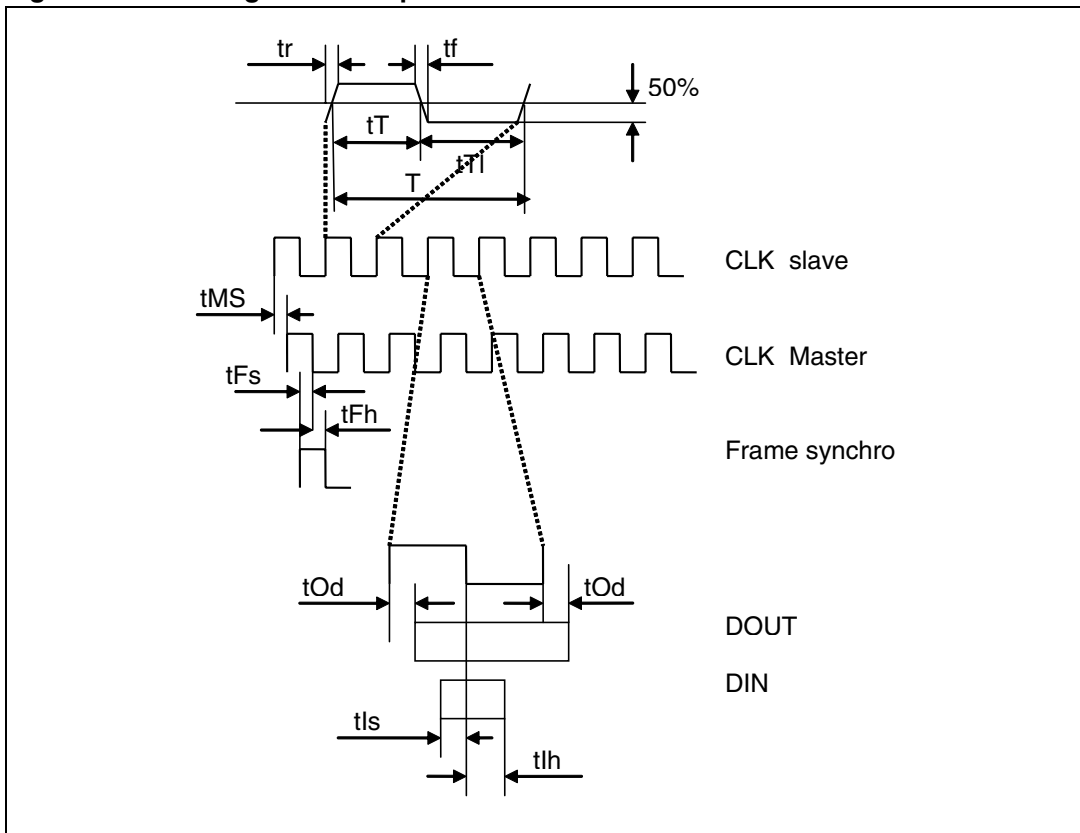 tr
tf
50%
tT
tTl
T
CLK slave
tMS
CLK Master
tFs
tFh
Frame synchro
tOd
tOd
DOUT
DIN
tIs
tIh